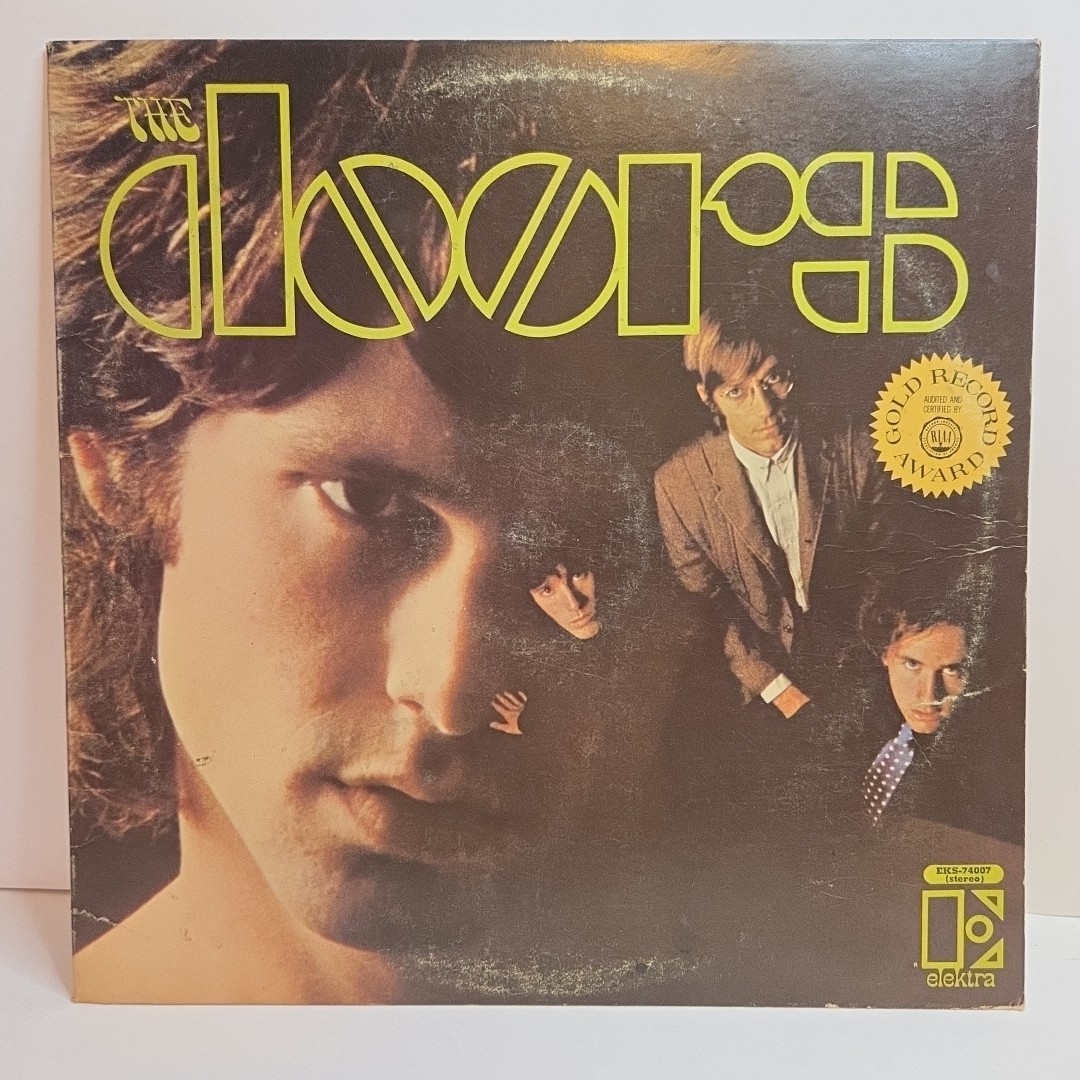 THE
doors
GOLD RECORD
AUDITED AND
CERTIFIED BY
RIAA
AWARD
EKS-74007
(stereo)
elektra